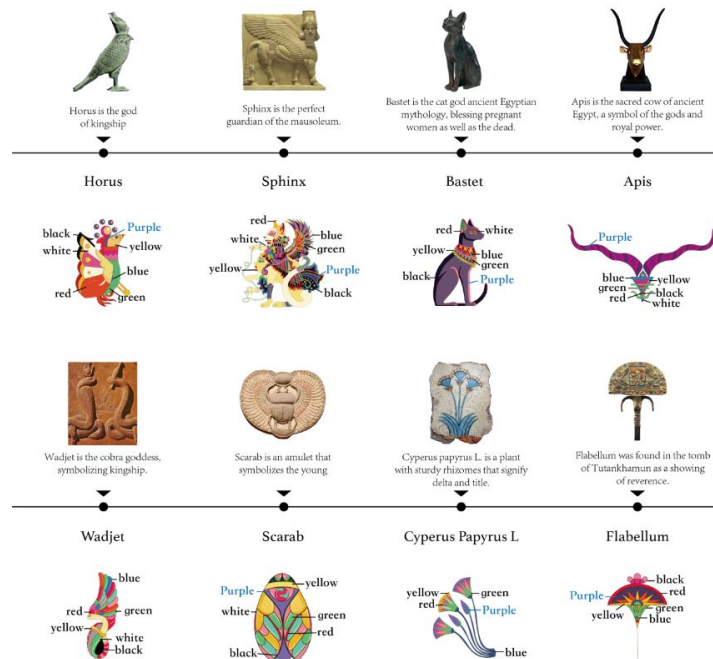 Horus is the god
of kingship
Sphinx is the perfect
guardian of the mausoleum.
Bastet is the cat god ancient Egyptian
mythology, blessing pregnant
women as well as the dead.
Apis is the sacred cow of ancient
Egypt, a symbol of the gods and
royal power.
Horus
Sphinx
Bastet
Apis
black
Purple
white
yellow
blue
red
green
red
white
blue
green
yellow
Purple
black
red
white
yellow
blue
green
black
Purple
Purple
blue
yellow
green
black
red
white
Wadjet is the cobra goddess,
symbolizing kingship.
Scarab is an amulet that
symbolizes the young
Cyperus papyrus L. is a plant
with sturdy rhizomes that signify
delta and title.
Flabellum was found in the tomb
of Tutankhamun as a showing
of reverence.
Wadjet
Scarab
Cyperus Papyrus L
Flabellum
blue
red
green
yellow
white
black
Purple
yellow
white
green
red
black
yellow
green
red
Purple
blue
black
Purple
red
yellow
green
blue